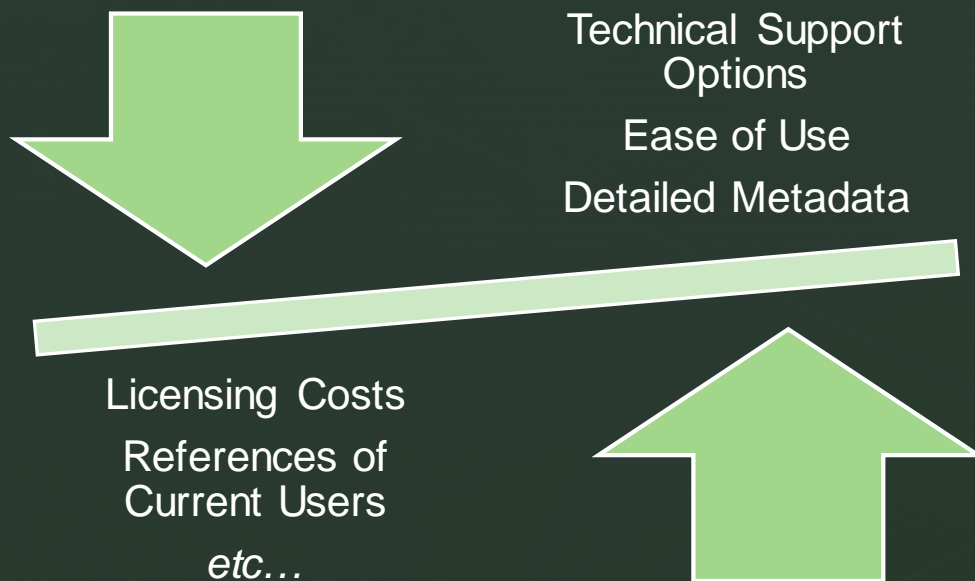 Technical Support
Options
Ease of Use
Detailed Metadata
Licensing Costs
References of
Current Users
etc…